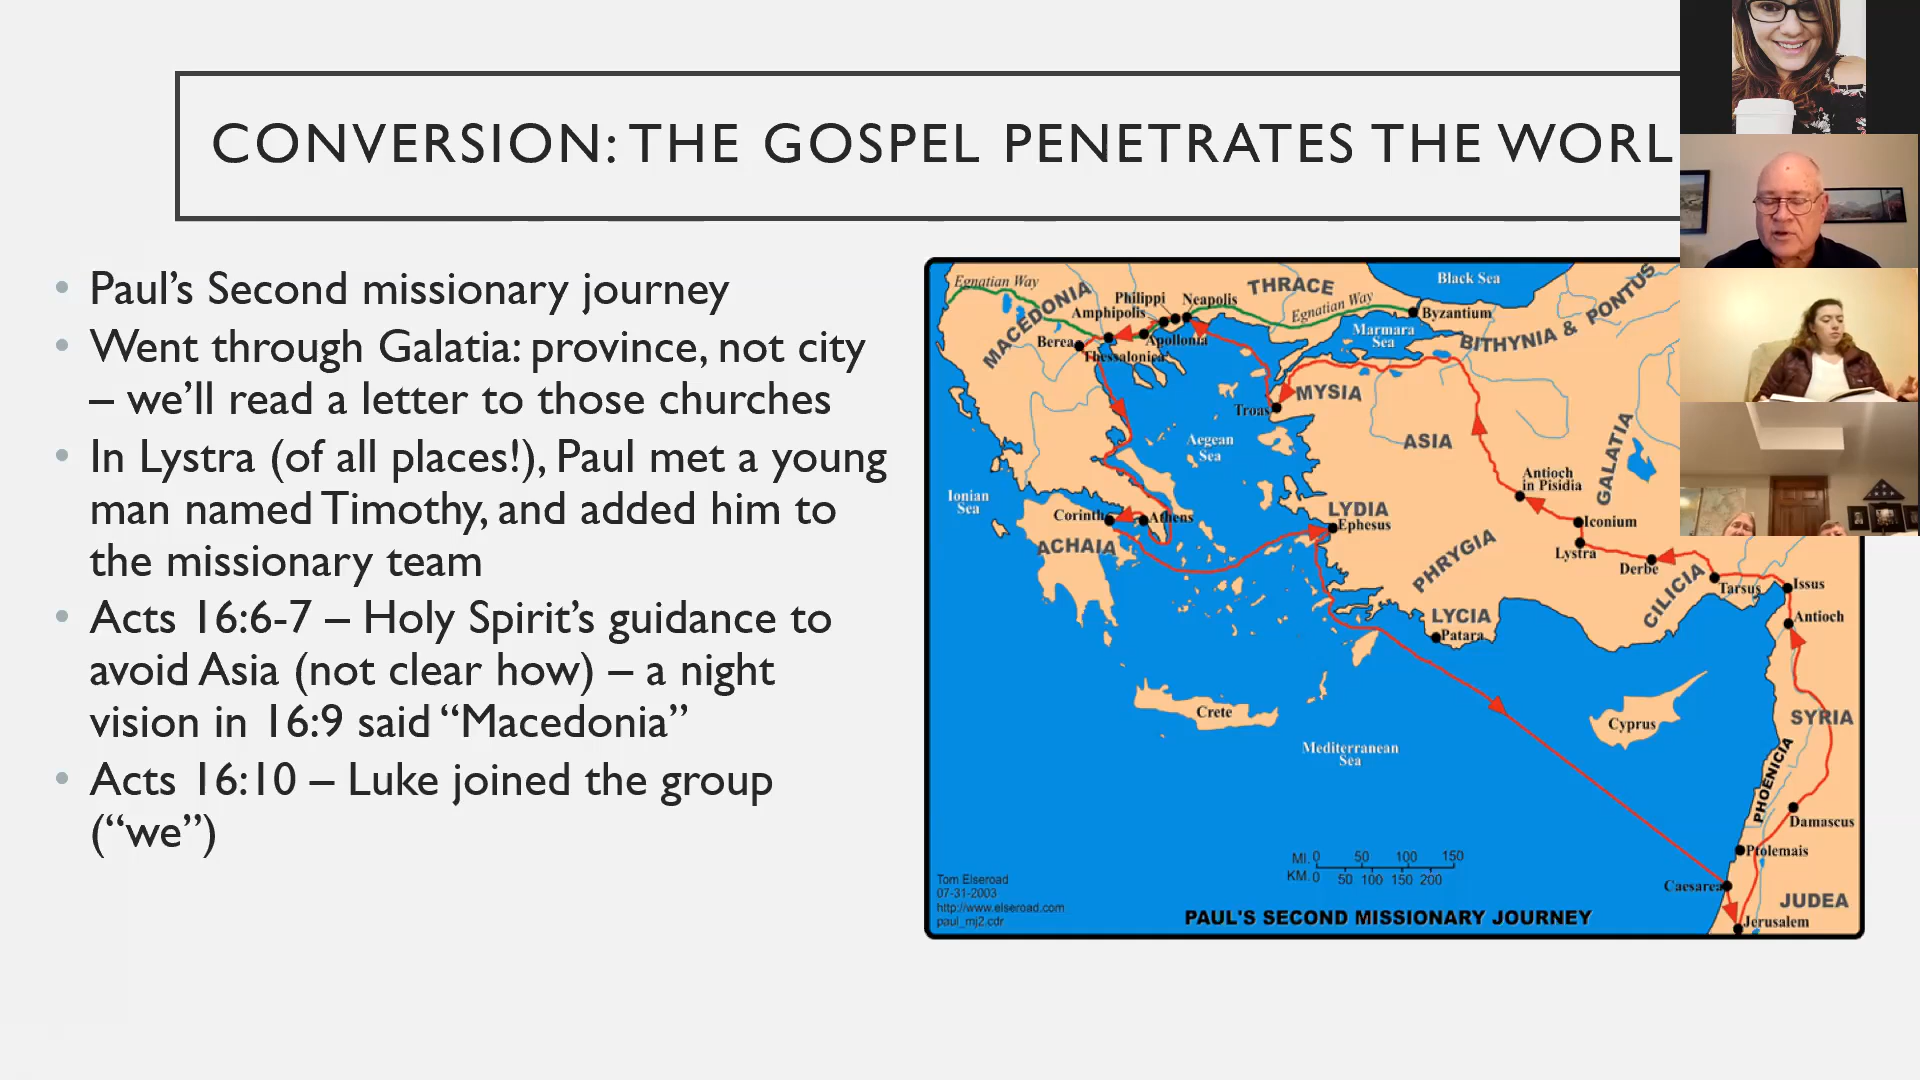 CONVERSION: THE GOSPEL PENETRATES THE WORL
• Paul’s Second missionary journey
• Went through Galatia: province, not city
– we’ll read a letter to those churches
• In Lystra (of all places!), Paul met a young
man named Timothy, and added him to
the missionary team
• Acts 16:6-7 – Holy Spirit’s guidance to
avoid Asia (not clear how) – a night
vision in 16:9 said “Macedonia”
• Acts 16:10 – Luke joined the group
(“we”)
Egnatian Way
MACEDONIA
Philippi
Neapolis
Amphipolis
THRACE
Egnatian Way
Black Sea
Byzantium
Berea
Apollonia
Thessalonica
Marmara
Sea
BITHYNIA & PONTUS
Troas
MYSIA
Aegean
Sea
ASIA
GALATIA
Antioch
in Pisidia
Ionian
Sea
Corinth
Athens
ACHAIA
LYDIA
Ephesus
PHRYGIA
Iconium
Lystra
Derbe
CILICIA
Tarsus
Issus
Antioch
LYCIA
Patara
Crete
Cyprus
SYRIA
Mediterranean
Sea
PHOENICIA
Damascus
Ptolemais
Caesarea
JUDEA
Jerusalem
MI. 0 50 100 150
KM. 0 50 100 150 200
Tom Elseroad
07-31-2003
http://www.elseroad.com
paul_mj2.cdr
PAUL'S SECOND MISSIONARY JOURNEY